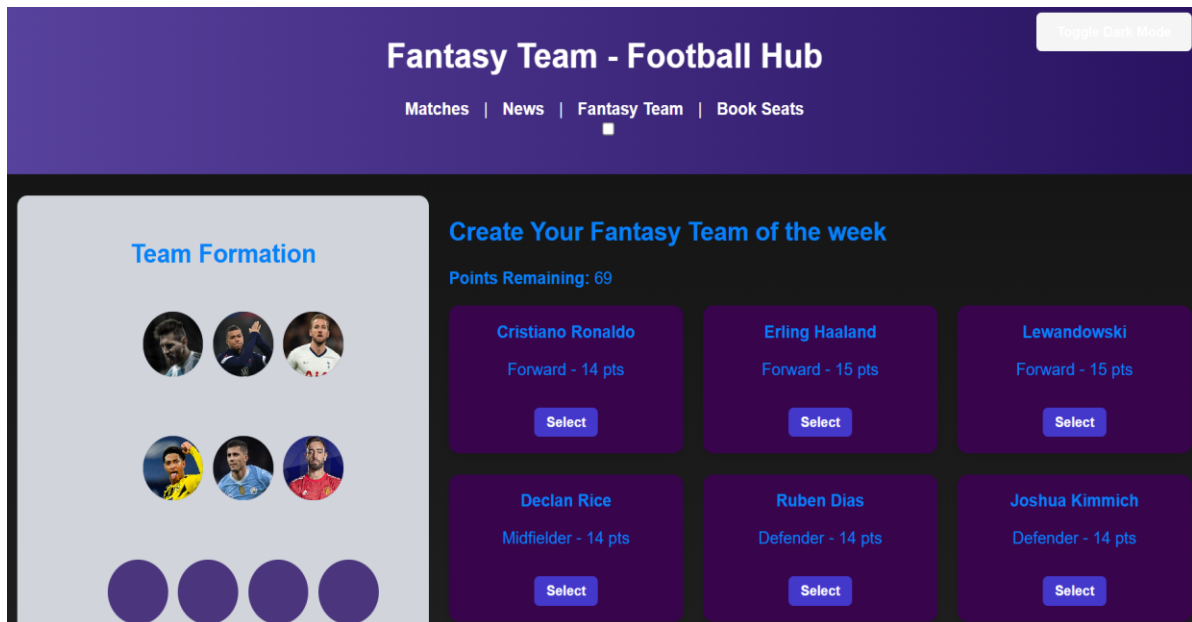 Toggle Dark Mode
Fantasy Team - Football Hub
Matches | News | Fantasy Team | Book Seats
Team Formation
Create Your Fantasy Team of the week
Points Remaining: 69
Cristiano Ronaldo
Forward - 14 pts
Select
Erling Haaland
Forward - 15 pts
Select
Lewandowski
Forward - 15 pts
Select
Declan Rice
Midfielder - 14 pts
Select
Ruben Dias
Defender - 14 pts
Select
Joshua Kimmich
Defender - 14 pts
Select